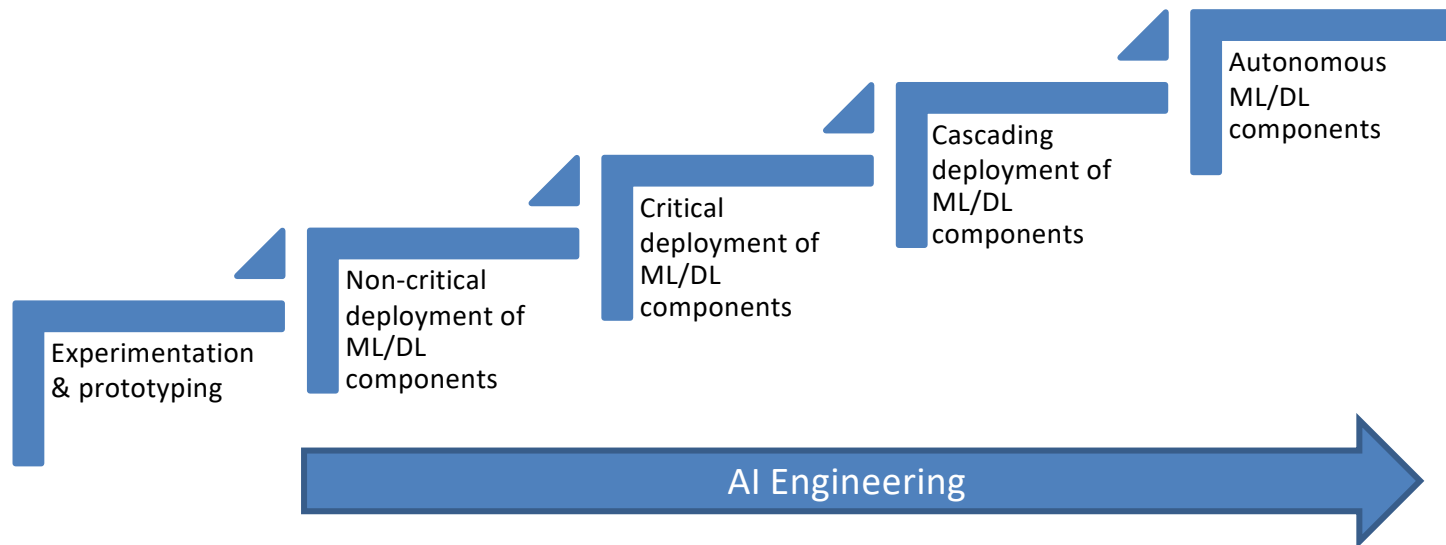 Experimentation
& prototyping
Non-critical
deployment of
ML/DL
components
Critical
deployment of
ML/DL
components
Cascading
deployment of
ML/DL
components
Autonomous
ML/DL
components
AI Engineering